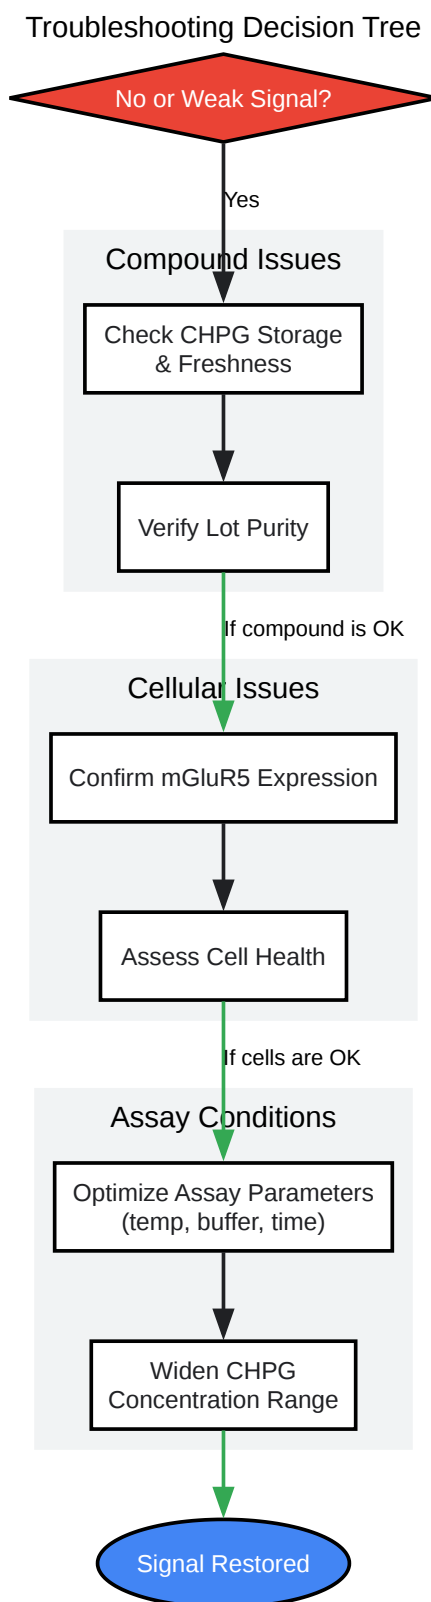 Troubleshooting Decision Tree
No or Weak Signal?
Yes
Compound Issues
Check CHPG Storage
& Freshness
Verify Lot Purity
If compound is OK
Cellular Issues
Confirm mGluR5 Expression
Assess Cell Health
If cells are OK
Assay Conditions
Optimize Assay Parameters
(temp, buffer, time)
Widen CHPG
Concentration Range
Signal Restored